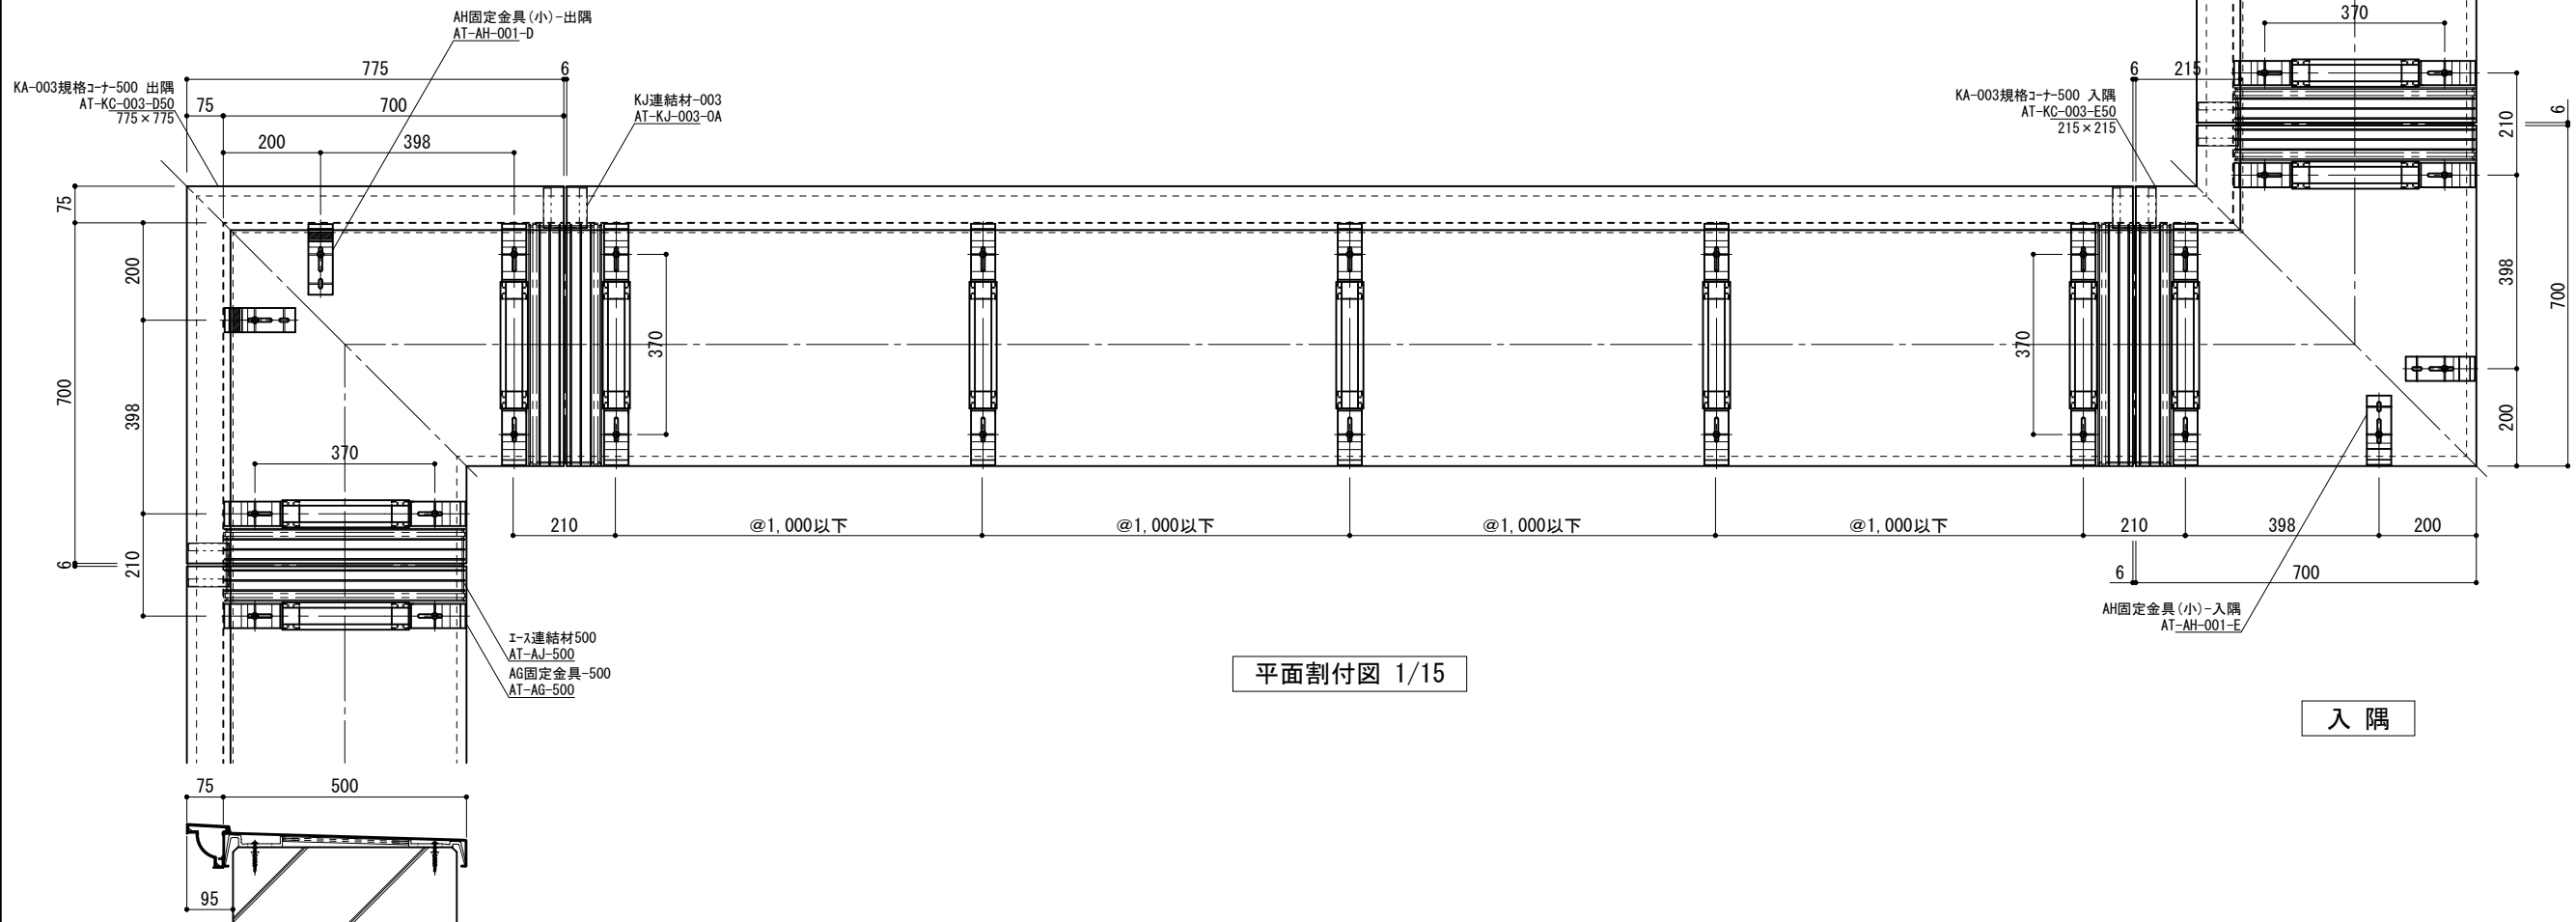 AH固定金具(小)-出隅
AT-AH-001-D
370
775
6
6
215
KA-003規格ｺｰﾅｰ-500 出隅
AT-KC-003-D50
775×775
75
700
KJ連結材-003
AT-KJ-003-0A
KA-003規格ｺｰﾅｰ-500 入隅
AT-KC-003-E50
215×215
6
210
200
398
75
200
398
700
370
370
700
398
200
370
210
@1,000以下
@1,000以下
@1,000以下
@1,000以下
210
398
200
6
210
6
700
AH固定金具(小)-入隅
AT-AH-001-E
ｴｰｽ連結材500
AT-AJ-500
AG固定金具-500
AT-AG-500
平面割付図 1/15
入 隅
75
500
95